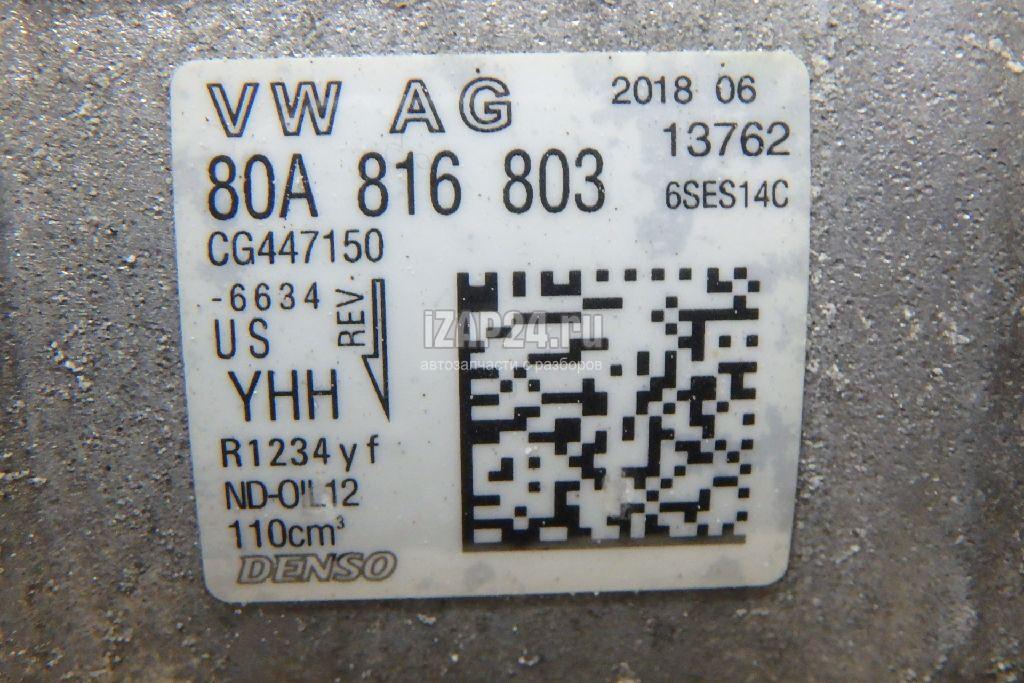 VW AG
2018 06
13762
80A 816 803
6SES14C
CG447150
-6634
REV
US
YHH
R1234yf
ND-OIL12
110cm³
DENSO
iZAP24.ru
автозапчасти с разборов